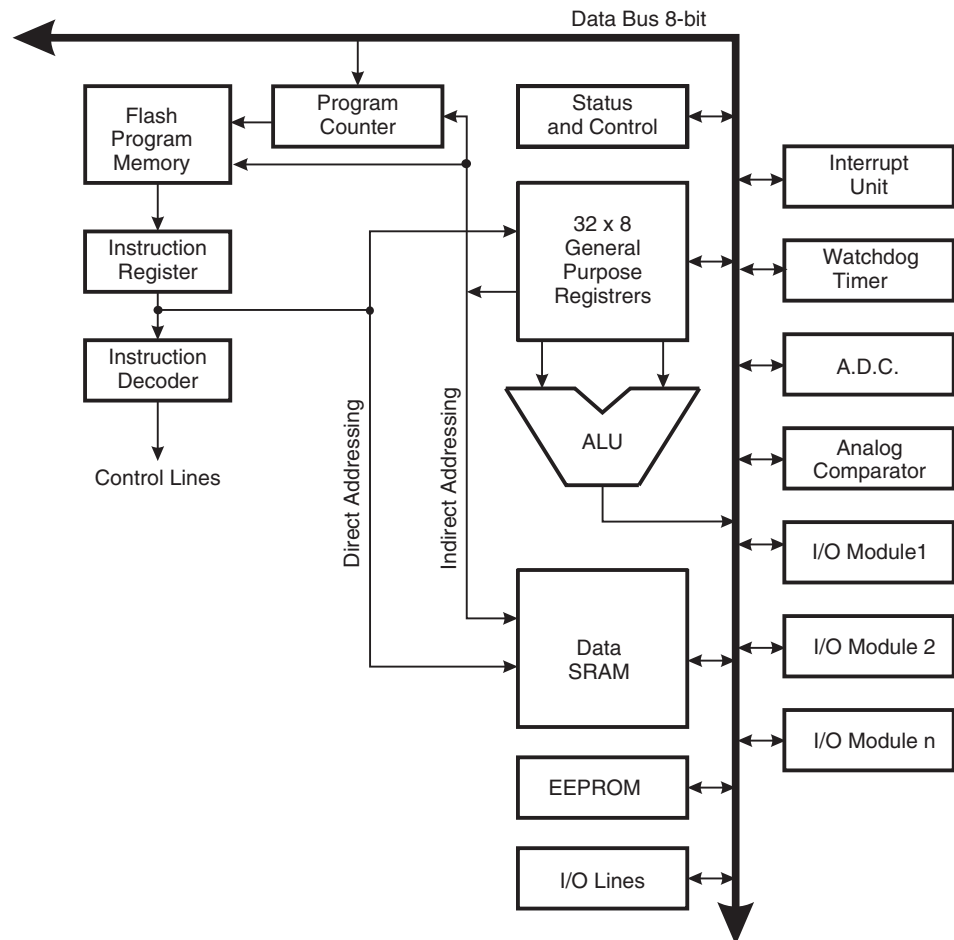 Data Bus 8-bit
Flash
Program
Memory
Program
Counter
Status
and Control
Interrupt
Unit
32 x 8
General
Purpose
Registrers
Instruction
Register
Watchdog
Timer
Instruction
Decoder
A.D.C.
Direct Addressing
Indirect Addressing
ALU
Analog
Comparator
Control Lines
I/O Module1
Data
SRAM
I/O Module 2
I/O Module n
EEPROM
I/O Lines